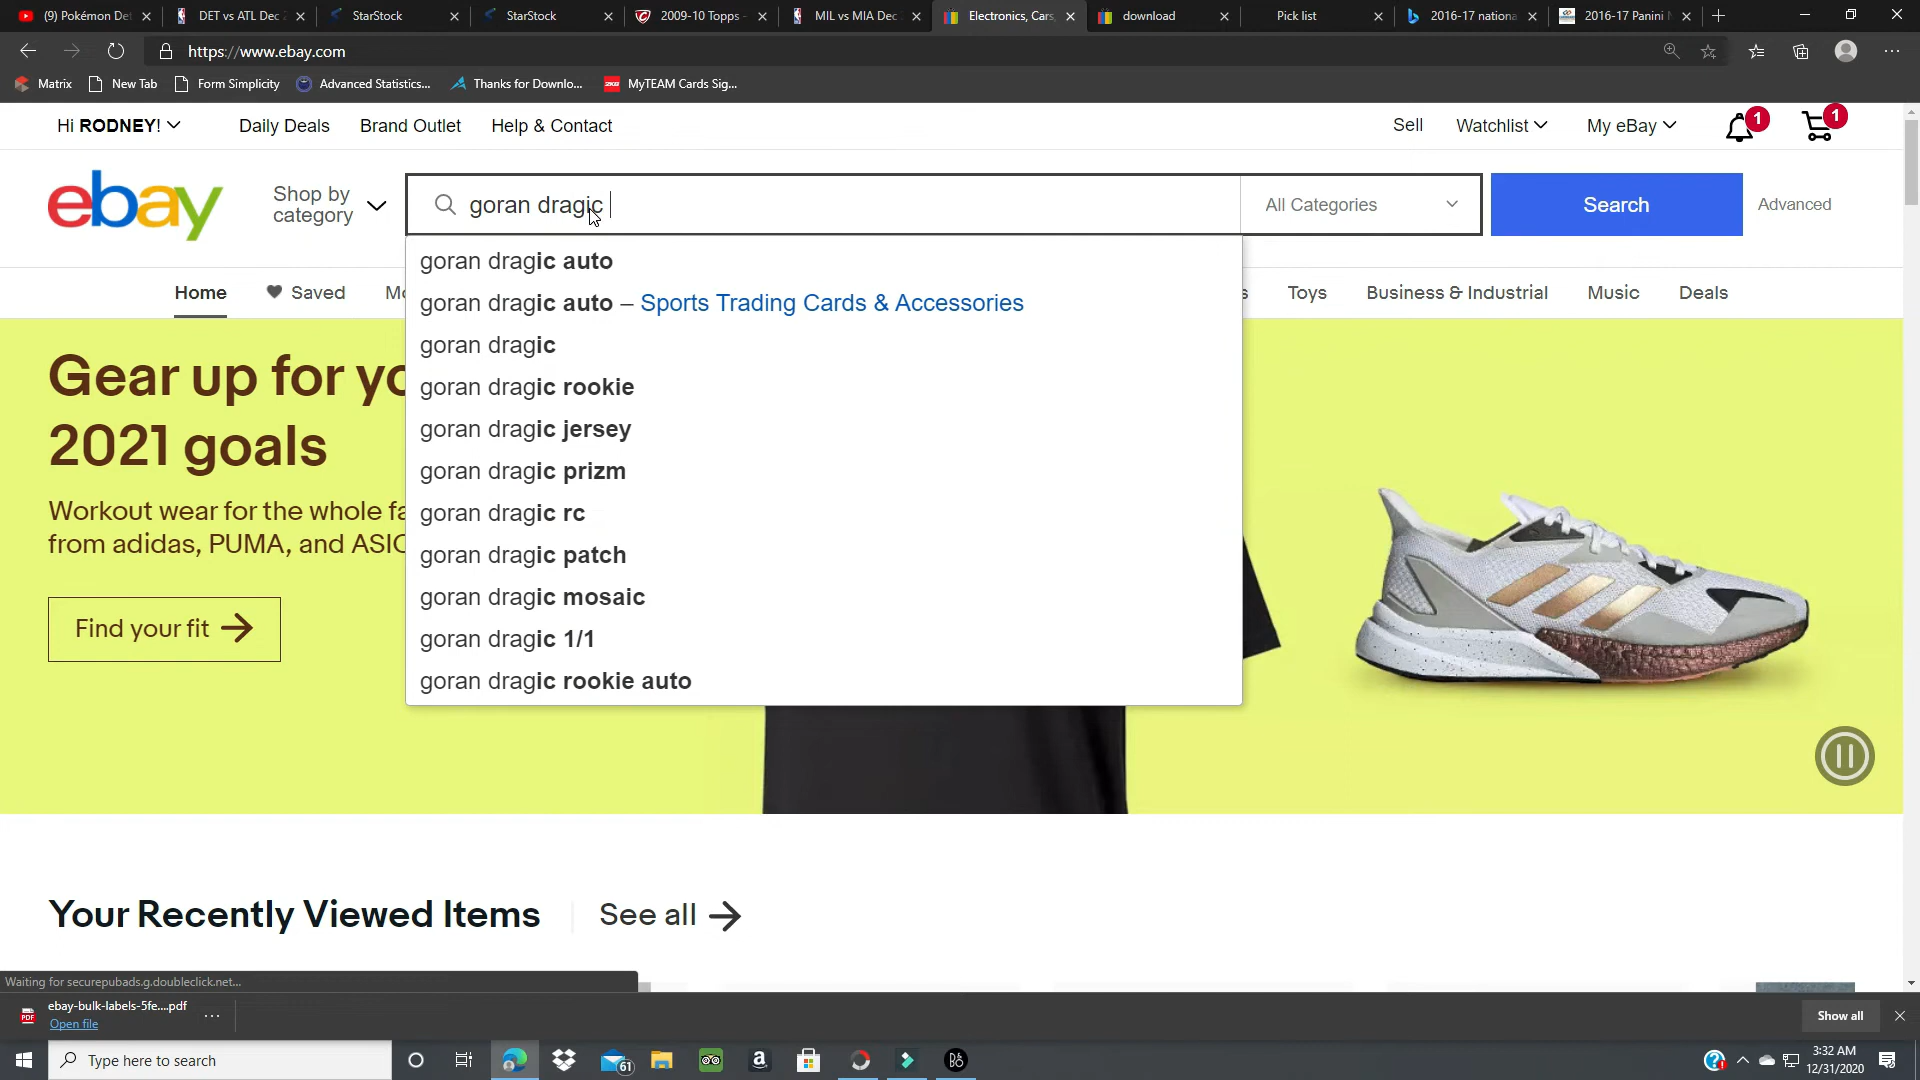 (9) Pokémon De
DET vs ATL Dec
StarStock
StarStock
2009-10 Topps -
MIL vs MIA Dec
Electronics, Cars,
download
Pick list
2016-17 nationa
2016-17 Panini
https://www.ebay.com
Matrix
New Tab
Form Simplicity
Advanced Statistics...
Thanks for Downlo...
MyTEAM Cards Sig...
Hi RODNEY!
Daily Deals
Brand Outlet
Help & Contact
Sell
Watchlist
My eBay
1
1
ebay
Shop by
category
goran dragic
All Categories
Search
Advanced
goran dragic auto
goran dragic auto – Sports Trading Cards & Accessories
goran dragic
goran dragic rookie
goran dragic jersey
goran dragic prizm
goran dragic rc
goran dragic patch
goran dragic mosaic
goran dragic 1/1
goran dragic rookie auto
Home
Saved
Toys
Business & Industrial
Music
Deals
Gear up for yo
2021 goals
Workout wear for the whole fa
from adidas, PUMA, and ASIC
Find your fit
Your Recently Viewed Items
See all
Waiting for securepubads.g.doubleclick.net...
ebay-bulk-labels-5fe....pdf
Open file
Show all
Type here to search
61
3:32 AM
12/31/2020